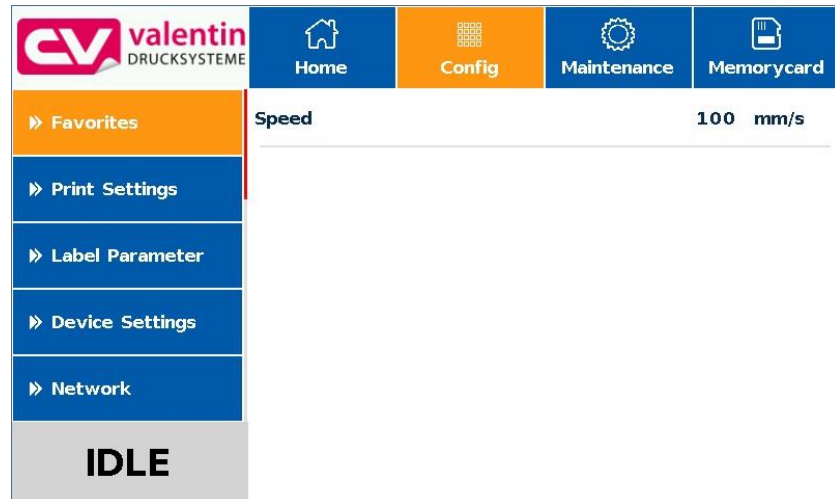 valentin
DRUCKSYSTEME
Home
Config
Maintenance
Memorycard
Favorites
Speed 100 mm/s
Print Settings
Label Parameter
Device Settings
Network
IDLE